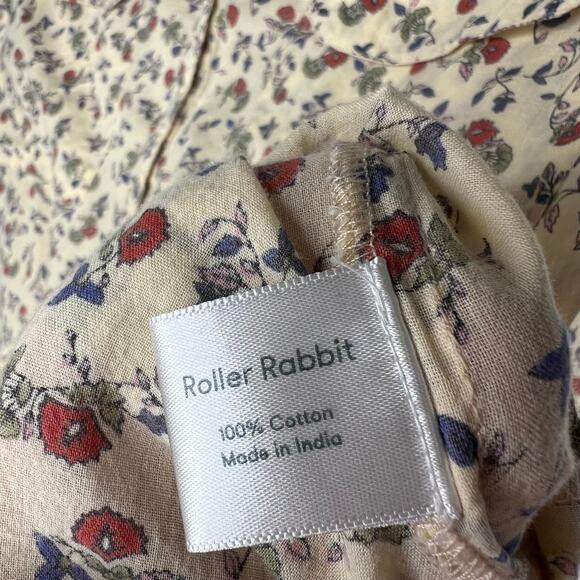 Roller Rabbit
100% Cotton
Made in India